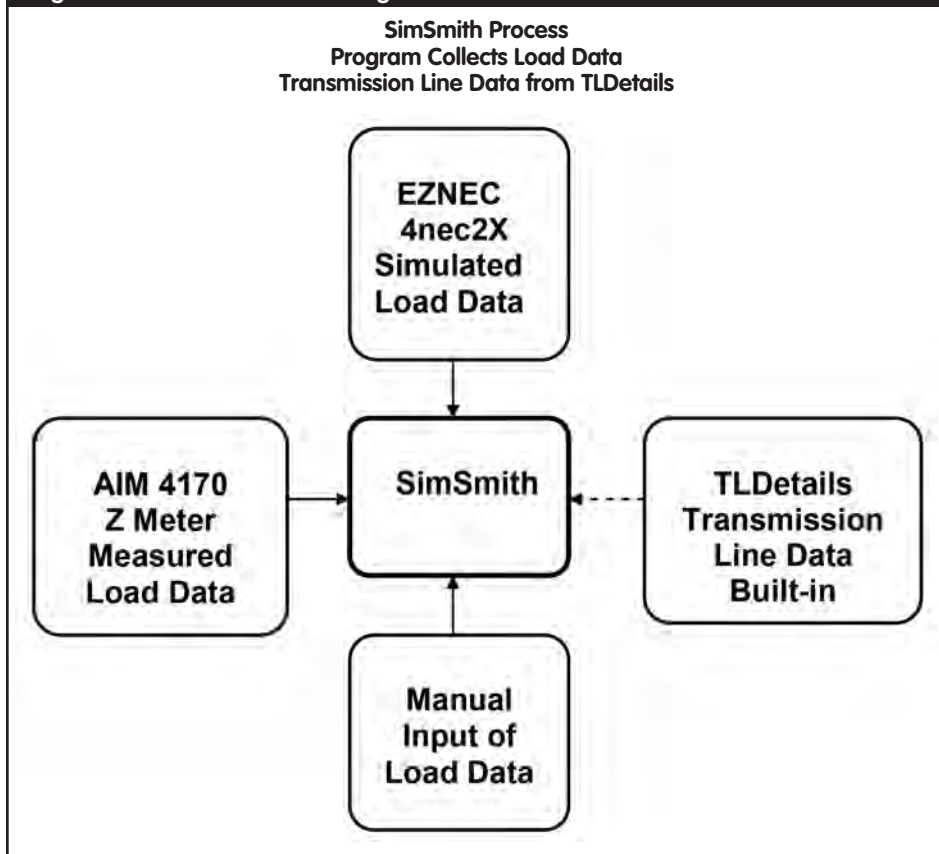 SimSmith Process
Program Collects Load Data
Transmission Line Data from TLDetails
EZNEC
4nec2X
Simulated
Load Data
AIM 4170
Z Meter
Measured
Load Data
SimSmith
TLDetails
Transmission
Line Data
Built-in
Manual
Input of
Load Data